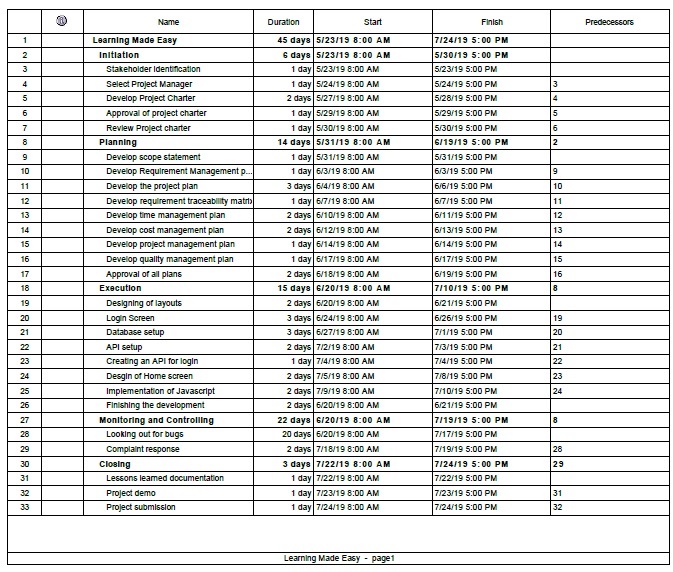 Name Duration Start Finish Predecessors
1 Learning Made Easy 45 days 5/23/19 8:00 AM 7/24/19 5:00 PM
2 Initiation 6 days 5/23/19 8:00 AM 5/30/19 5:00 PM
3 Stakeholder Identification 1 day 5/23/19 8:00 AM 5/23/19 5:00 PM
4 Select Project Manager 1 day 5/24/19 8:00 AM 5/24/19 5:00 PM 3
5 Develop Project Charter 2 days 5/27/19 8:00 AM 5/28/19 5:00 PM 4
6 Approval of project charter 1 day 5/29/19 8:00 AM 5/29/19 5:00 PM 5
7 Review Project charter 1 day 5/30/19 8:00 AM 5/30/19 5:00 PM 6
8 Planning 14 days 5/31/19 8:00 AM 6/19/19 5:00 PM 2
9 Develop scope statement 1 day 5/31/19 8:00 AM 5/31/19 5:00 PM
10 Develop Requirement Management p... 1 day 6/3/19 8:00 AM 6/3/19 5:00 PM 9
11 Develop the project plan 3 days 6/4/19 8:00 AM 6/6/19 5:00 PM 10
12 Develop requirement traceability matrix 1 day 6/7/19 8:00 AM 6/7/19 5:00 PM 11
13 Develop time management plan 2 days 6/10/19 8:00 AM 6/11/19 5:00 PM 12
14 Develop cost management plan 2 days 6/12/19 8:00 AM 6/13/19 5:00 PM 13
15 Develop project management plan 1 day 6/14/19 8:00 AM 6/14/19 5:00 PM 14
16 Develop quality management plan 1 day 6/17/19 8:00 AM 6/17/19 5:00 PM 15
17 Approval of all plans 2 days 6/18/19 8:00 AM 6/19/19 5:00 PM 16
18 Execution 15 days 6/20/19 8:00 AM 7/10/19 5:00 PM 8
19 Designing of layouts 2 days 6/20/19 8:00 AM 6/21/19 5:00 PM
20 Login Screen 3 days 6/24/19 8:00 AM 6/26/19 5:00 PM 19
21 Database setup 3 days 6/27/19 8:00 AM 7/1/19 5:00 PM 20
22 API setup 2 days 7/2/19 8:00 AM 7/3/19 5:00 PM 21
23 Creating an API for login 1 day 7/4/19 8:00 AM 7/4/19 5:00 PM 22
24 Desgin of Home screen 2 days 7/5/19 8:00 AM 7/8/19 5:00 PM 23
25 Implementation of Javascript 2 days 7/9/19 8:00 AM 7/10/19 5:00 PM 24
26 Finishing the development 2 days 6/20/19 8:00 AM 6/21/19 5:00 PM
27 Monitoring and Controlling 22 days 6/20/19 8:00 AM 7/19/19 5:00 PM 8
28 Looking out for bugs 20 days 6/20/19 8:00 AM 7/17/19 5:00 PM
29 Complaint response 2 days 7/18/19 8:00 AM 7/19/19 5:00 PM 28
30 Closing 3 days 7/22/19 8:00 AM 7/24/19 5:00 PM 29
31 Lessons learned documentation 1 day 7/22/19 8:00 AM 7/22/19 5:00 PM
32 Project demo 1 day 7/23/19 8:00 AM 7/23/19 5:00 PM 31
33 Project submission 1 day 7/24/19 8:00 AM 7/24/19 5:00 PM 32
Learning Made Easy - page1